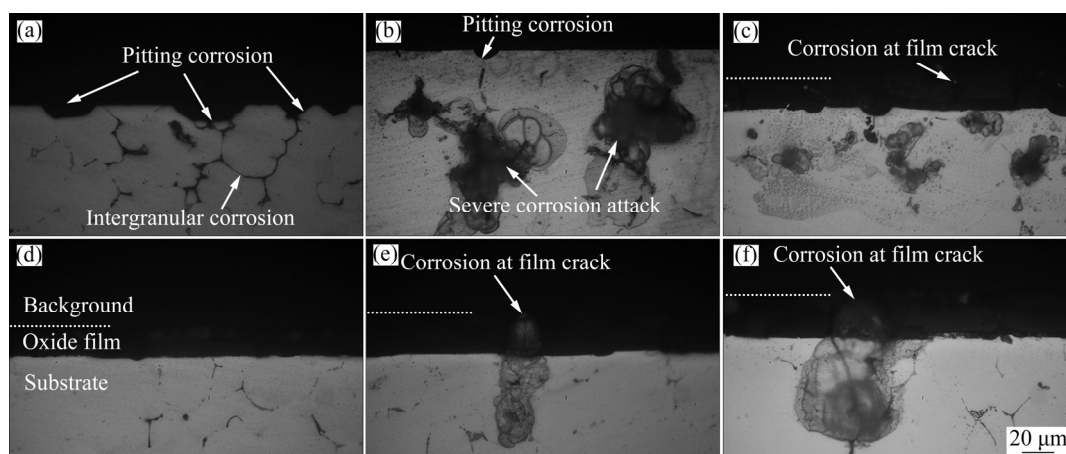 (a)
Pitting corrosion
Intergranular corrosion
(b)
Pitting corrosion
Severe corrosion attack
(c)
Corrosion at film crack
(d)
Background
Oxide film
Substrate
(e)
Corrosion at film crack
(f)
Corrosion at film crack
20 μm